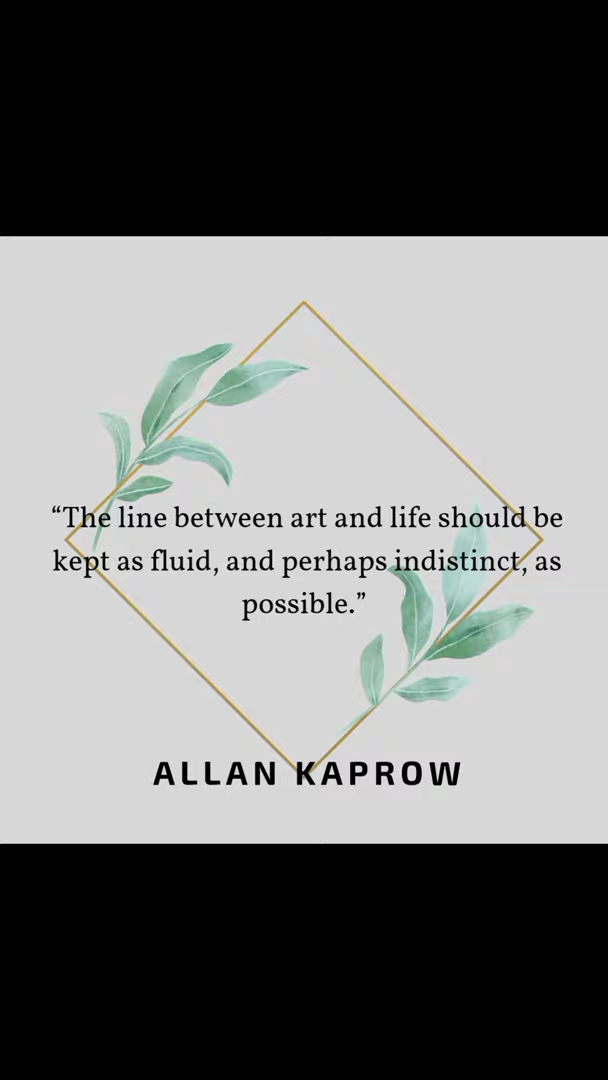 “The line between art and life should be
kept as fluid, and perhaps indistinct, as
possible.”
ALLAN KAPROW